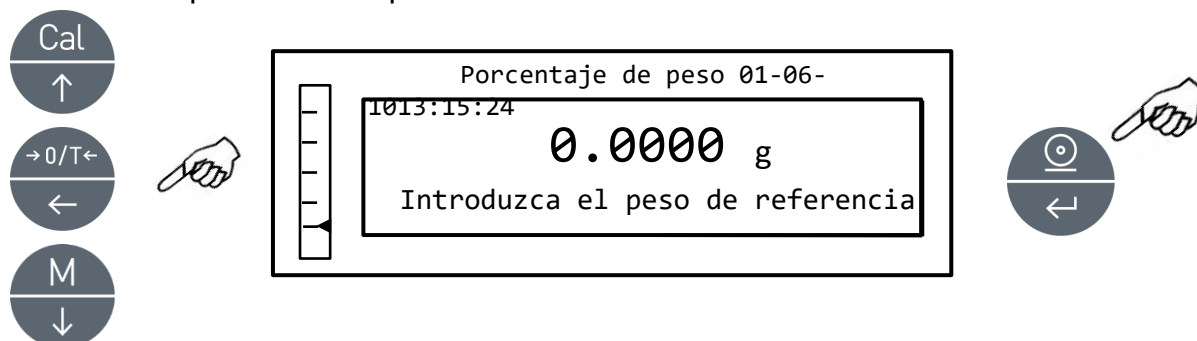 Cal
↑
Porcentaje de peso 01-06-
1013:15:24
→0/T←
←
0.0000 g
Introduzca el peso de referencia
M
↓